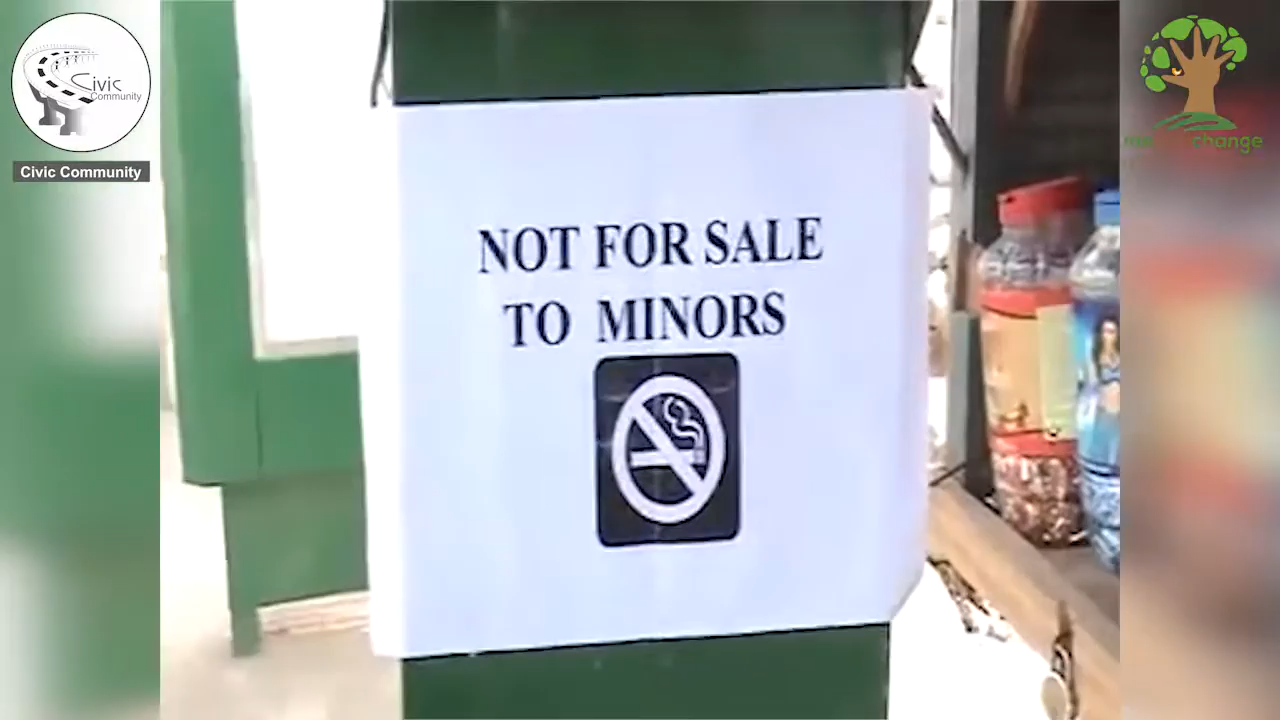 Civic
Community
Civic Community
change
NOT FOR SALE
TO MINORS